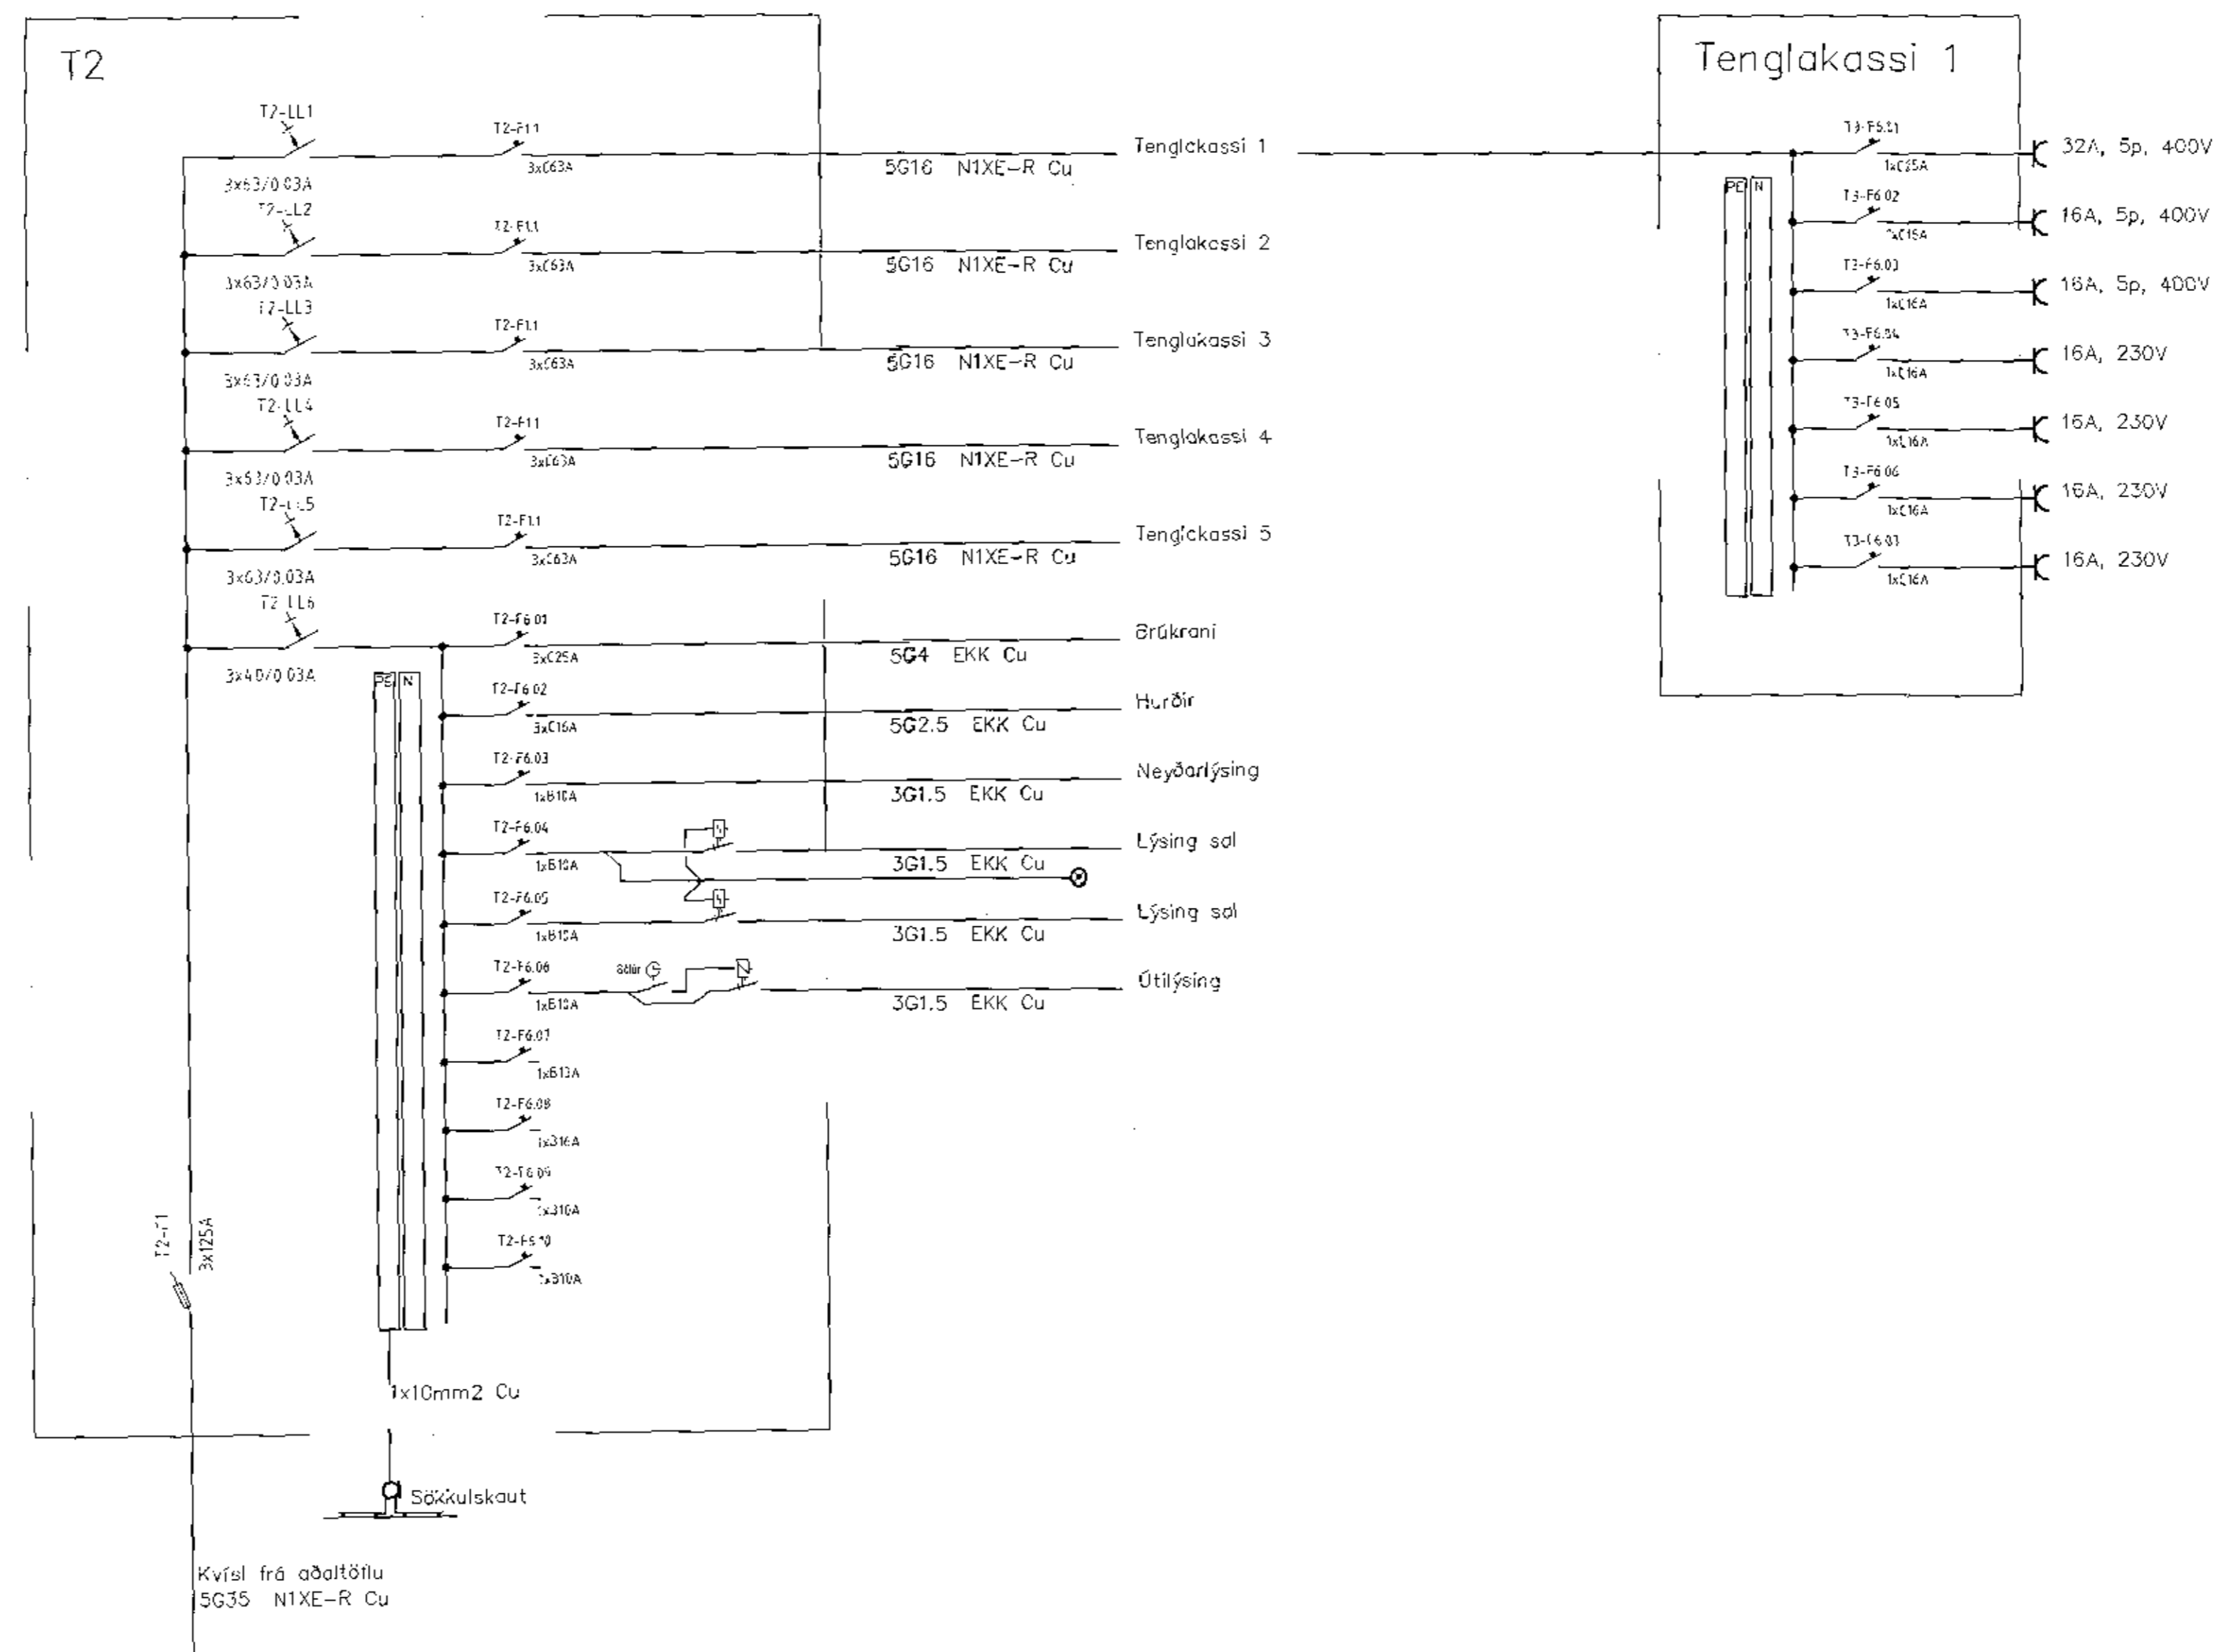 T2
T2-LL1
3x63/0.03A
T2-F1.1
3xC63A
5G16 N1XE-R Cu
Tenglakassi 1
T2-LL2
3x63/0.03A
T2-F1.1
3xC63A
5G16 N1XE-R Cu
Tenglakassi 2
T2-LL3
3x63/0.03A
T2-F1.1
3xC63A
5G16 N1XE-R Cu
Tenglakassi 3
T2-LL4
3x63/0.03A
T2-F1.1
3xC63A
5G16 N1XE-R Cu
Tenglakassi 4
T2-LL5
3x63/0.03A
T2-F1.1
3xC63A
5G16 N1XE-R Cu
Tenglakassi 5
T2-LL6
3x40/0.03A
PE N
T2-F6.01
3xC25A
5G4 EKK Cu
Brúkrani
T2-F6.02
3xC16A
5G2.5 EKK Cu
Hurðir
T2-F6.03
1xB10A
3G1.5 EKK Cu
Neyðarlýsing
T2-F6.04
1xB10A
3G1.5 EKK Cu
Lýsing sal
T2-F6.05
1xB10A
3G1.5 EKK Cu
Lýsing sal
T2-F6.06
1xB10A
3G1.5 EKK Cu
Útilýsing
T2-F6.07
T2-F6.08
1xB16A
T2-F6.09
T2-F6.10
1xB10A
T2-F1
3x125A
1x10mm2 Cu
Sökkulskaut
Kvísl frá aðaltöflu
5G35 N1XE-R Cu
Tenglakassi 1
PE N
T3-F6.01
1xC25A
32A, 5p, 400V
T3-F6.02
16A, 5p, 400V
T3-F6.03
1xC16A
16A, 5p, 400V
T3-F6.04
1xC16A
16A, 230V
T3-F6.05
1xC16A
16A, 230V
T3-F6.06
1xC16A
16A, 230V
1xC16A
16A, 230V